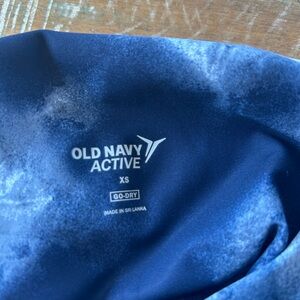 OLD NAVY
ACTIVE
XS
GO-DRY
MADE IN SRI LANKA